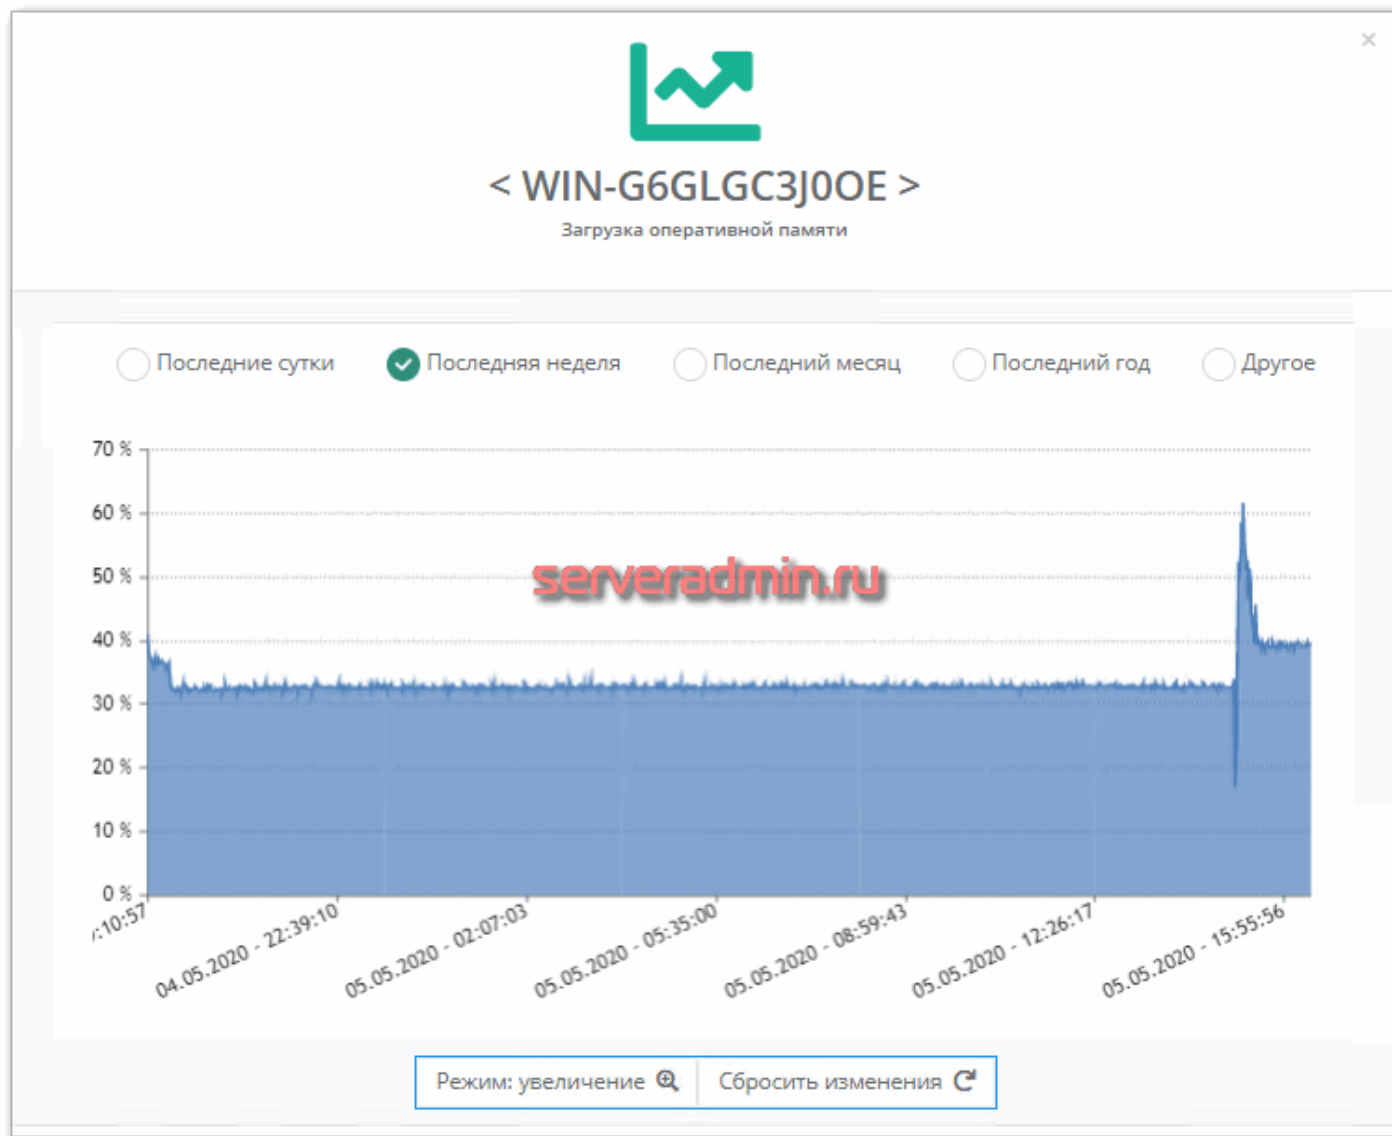 ×
< WIN-G6GLGC3J0OE >
Загрузка оперативной памяти
Последние сутки Последняя неделя Последний месяц Последний год Другое
70 %
60 %
50 %
40 %
30 %
20 %
10 %
0 %
serveradmin.ru
:10:57 04.05.2020 - 22:39:10 05.05.2020 - 02:07:03 05.05.2020 - 05:35:00 05.05.2020 - 08:59:43 05.05.2020 - 12:26:17 05.05.2020 - 15:55:56
Режим: увеличение Сбросить изменения